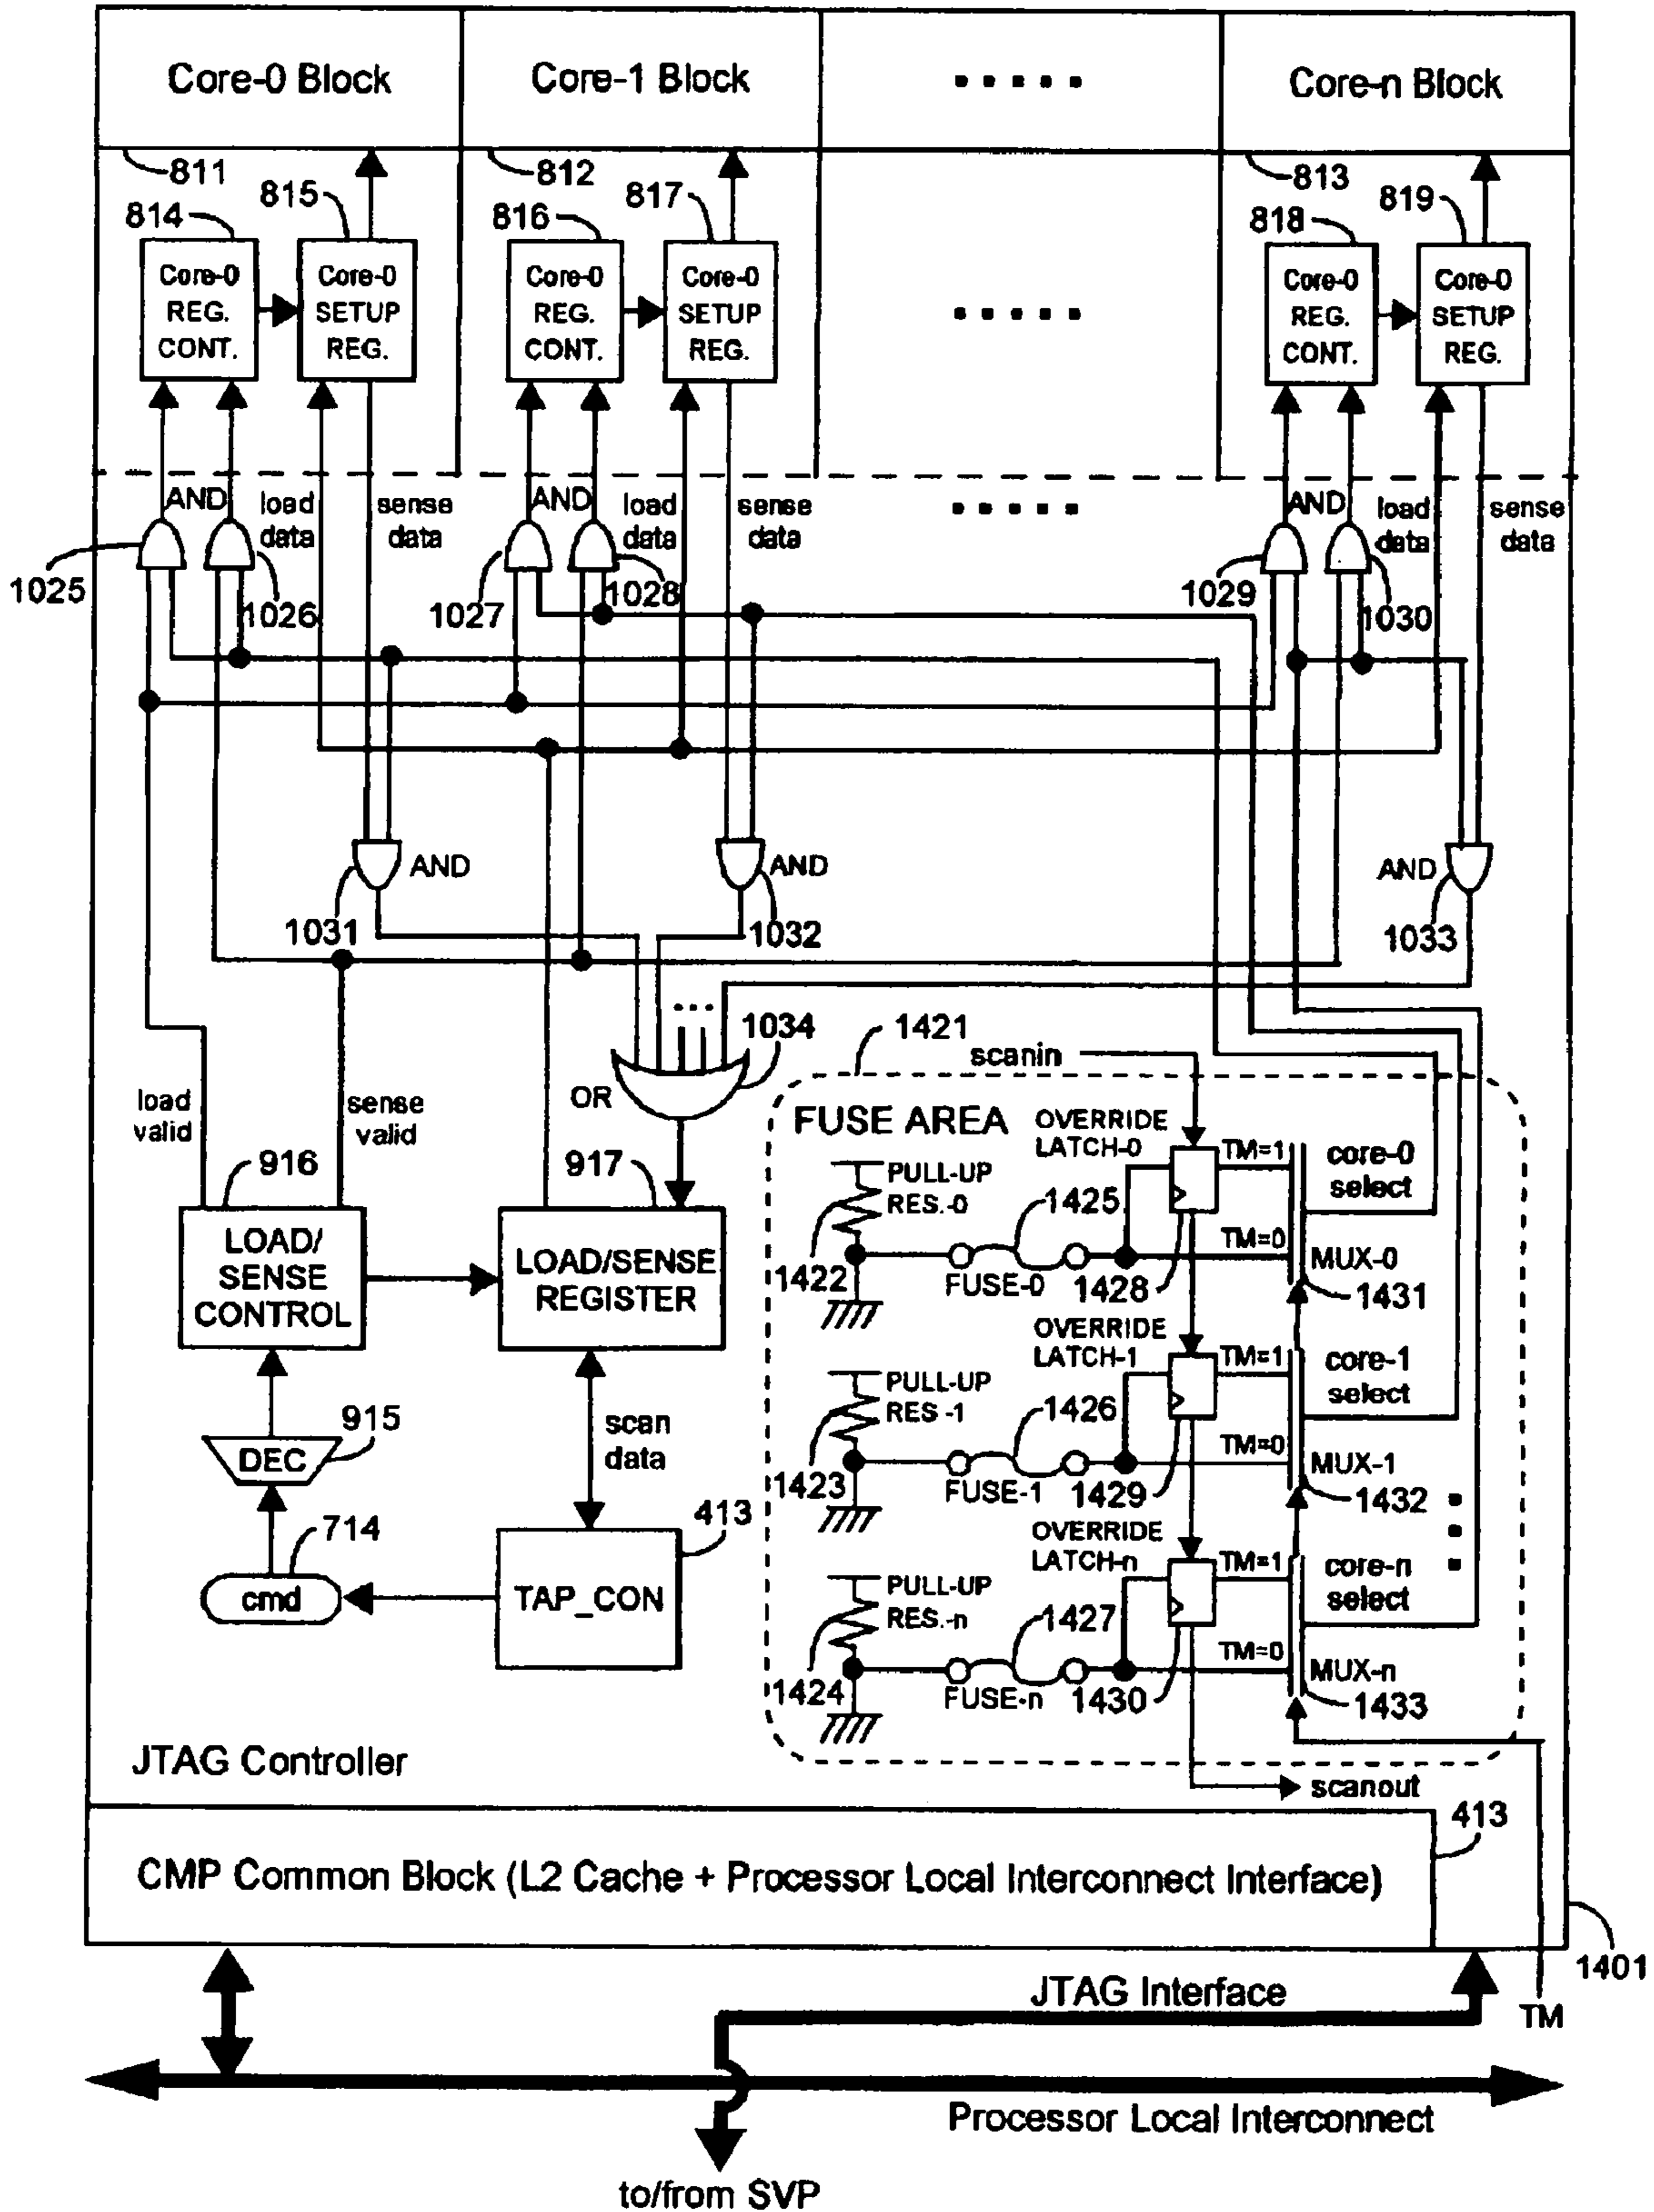 Core-0 Block
Core-1 Block
.....
Core-n Block
811
812
813
814
815
816
817
818
819
Core-0
REG.
CONT.
Core-0
SETUP
REG.
Core-0
REG.
CONT.
Core-0
SETUP
REG.
.....
Core-0
REG.
CONT.
Core-0
SETUP
REG.
AND
load
data
sense
data
AND
load
data
sense
data
.....
AND
load
data
sense
data
1025
1026
1027
1028
1029
1030
AND
1031
AND
1032
AND
1033
...
1034
OR
load
valid
sense
valid
916
LOAD/
SENSE
CONTROL
917
LOAD/SENSE
REGISTER
DEC
915
714
cmd
scan
data
413
TAP_CON
1421
scanin
FUSE AREA
OVERRIDE
LATCH-0
TM=1
core-0
select
PULL-UP
RES.-0
1425
TM=0
MUX-0
1422
FUSE-0
1428
1431
OVERRIDE
LATCH-1
TM=1
core-1
select
PULL-UP
RES-1
1426
TM=0
MUX-1
1423
FUSE-1
1429
1432
OVERRIDE
LATCH-n
TM=1
core-n
select
PULL-UP
RES.-n
1427
TM=0
MUX-n
1424
FUSE-n
1430
1433
JTAG Controller
scanout
413
CMP Common Block (L2 Cache + Processor Local Interconnect Interface)
1401
JTAG Interface
TM
Processor Local Interconnect
to/from SVP